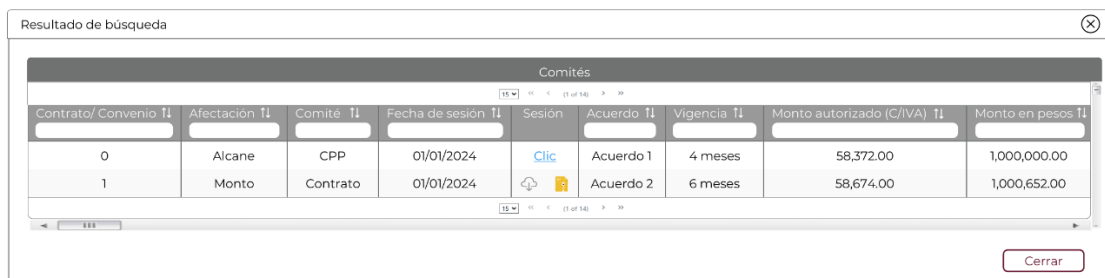 Resultado de búsqueda
Comités
15 << < (1 of 14) > >>
Contrato/ Convenio Afectación Comité Fecha de sesión Sesión Acuerdo Vigencia Monto autorizado (C/IVA) Monto en pesos
0 Alcane CPP 01/01/2024 Clic Acuerdo 1 4 meses 58,372.00 1,000,000.00
1 Monto Contrato 01/01/2024 Acuerdo 2 6 meses 58,674.00 1,000,652.00
15 << < (1 of 14) > >>
Cerrar